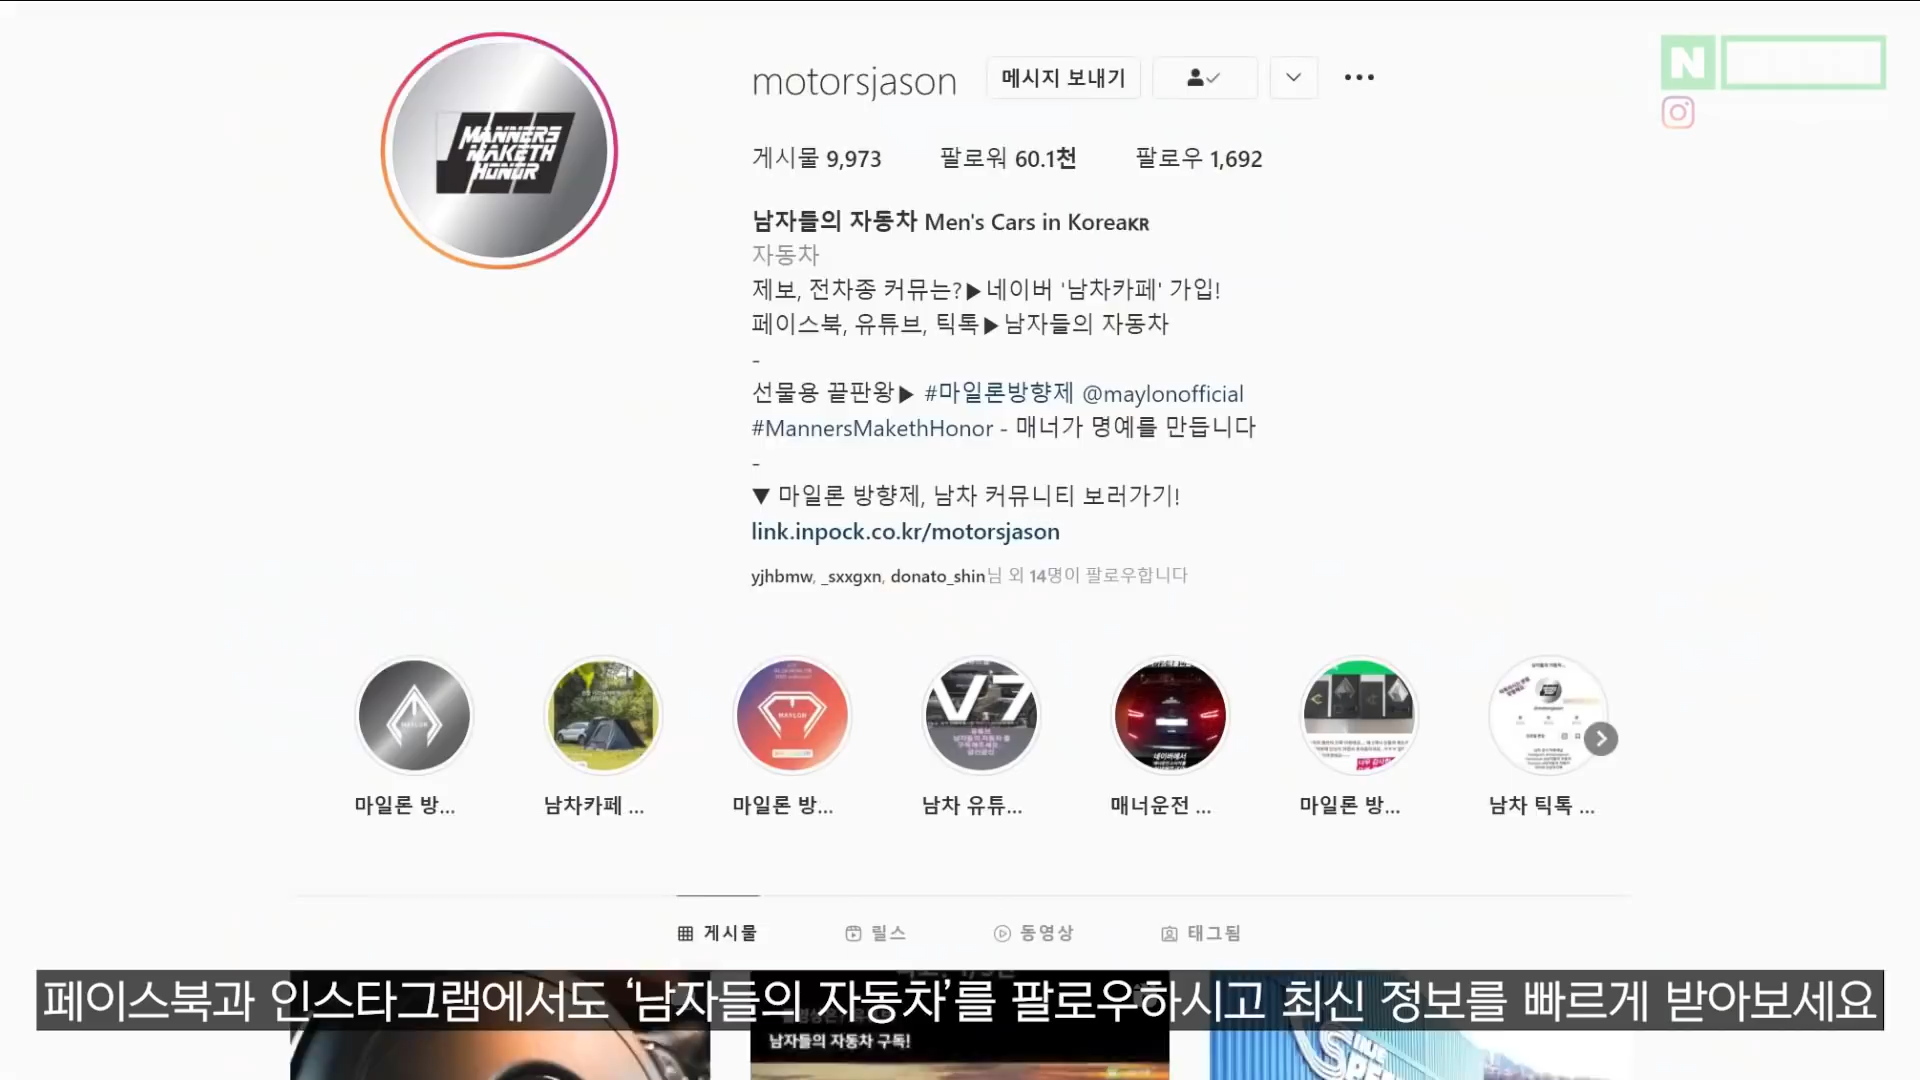 motorsjason
메시지 보내기
N
게시물 9,973
팔로워 60.1천
팔로우 1,692
MANNERS
MAKETH
HONOR
남자들의 자동차 Men's Cars in Korea🇰🇷
자동차
제보, 전차종 커뮤는?▶네이버 '남차카페' 가입!
페이스북, 유튜브, 틱톡▶남자들의 자동차
-
선물용 끝판왕▶ #마일론방향제 @maylonofficial
#MannersMakethHonor - 매너가 명예를 만듭니다
-
▼ 마일론 방향제, 남차 커뮤니티 보러가기!
link.inpock.co.kr/motorsjason
yjhbmw, _sxxgxn, donato_shin님 외 14명이 팔로우합니다
MAYLON
MAYLON
V7
마일론 방...
남차카페 ...
마일론 방...
남차 유튜...
매너운전 ...
마일론 방...
남차 틱톡 ...
게시물
릴스
동영상
태그됨
페이스북과 인스타그램에서도 ‘남자들의 자동차’를 팔로우하시고 최신 정보를 빠르게 받아보세요
남자들의 자동차 구독!